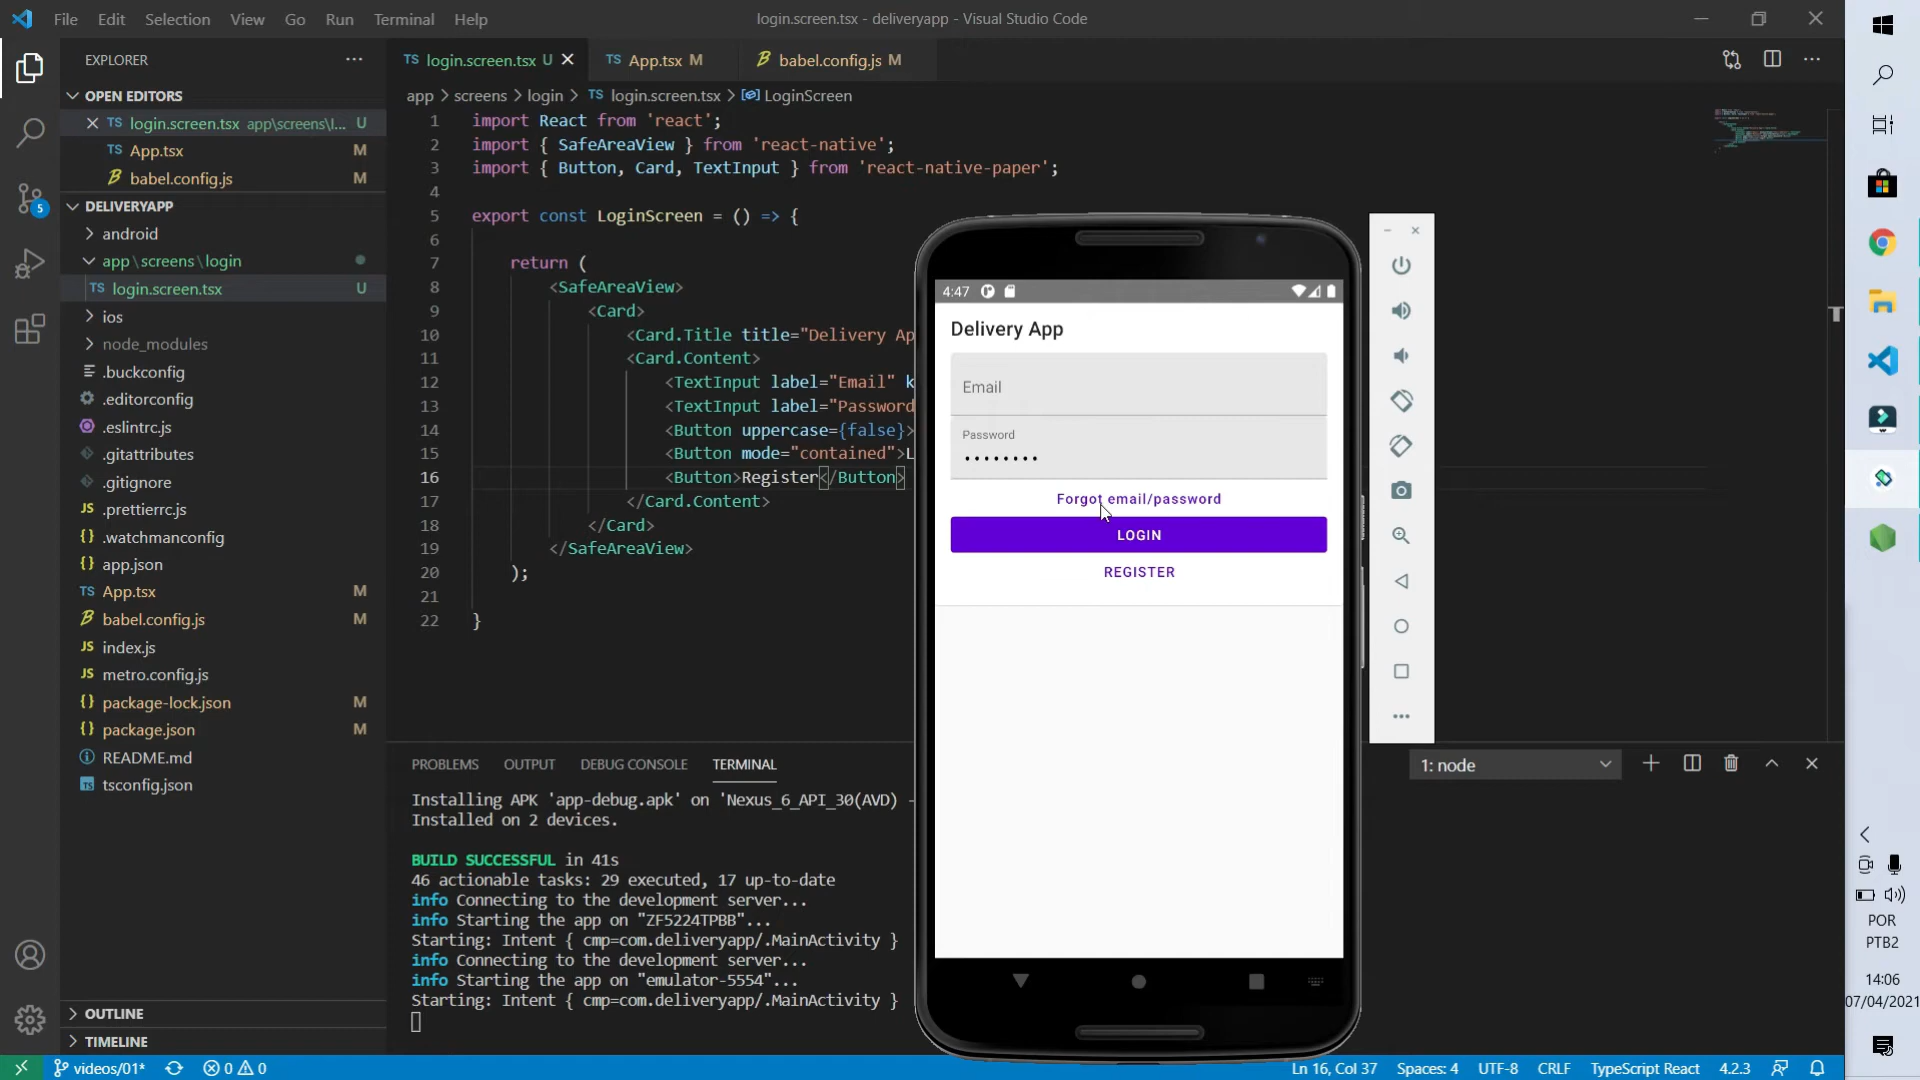 File Edit Selection View Go Run Terminal Help
login.screen.tsx - deliveryapp - Visual Studio Code
EXPLORER
OPEN EDITORS
login.screen.tsx app\screens\l... U
App.tsx M
babel.config.js M
DELIVERYAPP
android
app\screens\login
login.screen.tsx U
ios
node_modules
.buckconfig
.editorconfig
.eslintrc.js
.gitattributes
.gitignore
.prettierrc.js
.watchmanconfig
app.json
App.tsx M
babel.config.js M
index.js
metro.config.js
package-lock.json M
package.json M
README.md
tsconfig.json
OUTLINE
TIMELINE
5
TS login.screen.tsx U
TS App.tsx M
babel.config.js M
app > screens > login > TS login.screen.tsx > LoginScreen
1 import React from 'react';
2 import { SafeAreaView } from 'react-native';
3 import { Button, Card, TextInput } from 'react-native-paper';
4
5 export const LoginScreen = () => {
6
7 return (
8 <SafeAreaView>
9 <Card>
10 <Card.Title title="Delivery Ap
11 <Card.Content>
12 <TextInput label="Email" k
13 <TextInput label="Password
14 <Button uppercase={false}>
15 <Button mode="contained">L
16 <Button>Register</Button>
17 </Card.Content>
18 </Card>
19 </SafeAreaView>
20 );
21
22 }
4:47
Delivery App
Email
Password
••••••••
Forgot email/password
LOGIN
REGISTER
PROBLEMS OUTPUT DEBUG CONSOLE TERMINAL
1: node
Installing APK 'app-debug.apk' on 'Nexus_6_API_30(AVD) -
Installed on 2 devices.
BUILD SUCCESSFUL in 41s
46 actionable tasks: 29 executed, 17 up-to-date
info Connecting to the development server...
info Starting the app on "ZF5224TPBB"...
Starting: Intent { cmp=com.deliveryapp/.MainActivity }
info Connecting to the development server...
info Starting the app on "emulator-5554"...
Starting: Intent { cmp=com.deliveryapp/.MainActivity }
videos/01* 0 0
Ln 16, Col 37 Spaces: 4 UTF-8 CRLF TypeScript React 4.2.3
POR
PTB2
14:06
07/04/2021